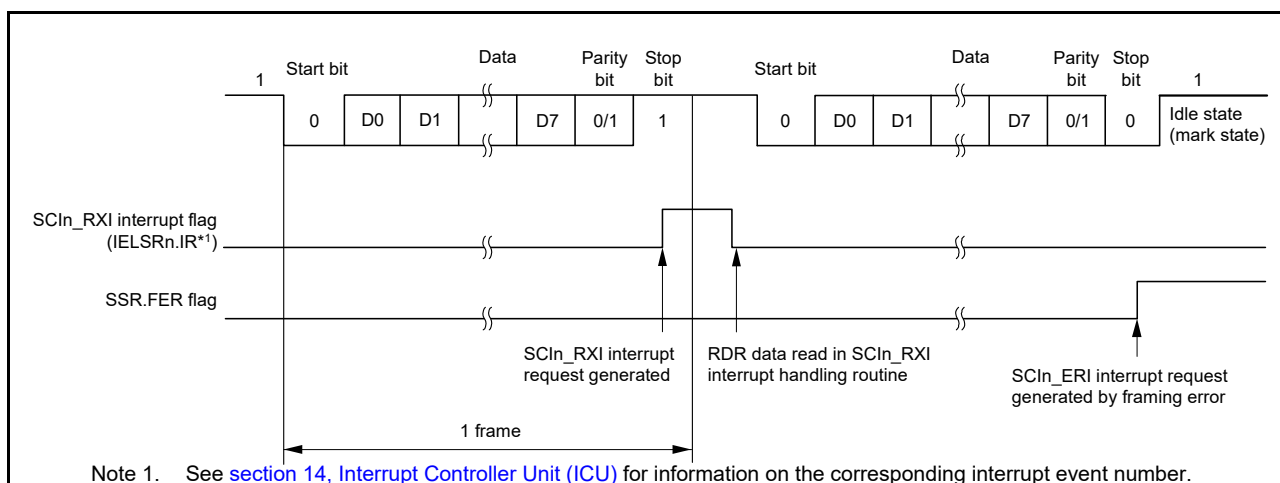 Start bit
Data
Parity bit
Stop bit
Start bit
Data
Parity bit
Stop bit
1
1
0
D0
D1
D7
0/1
1
0
D0
D1
D7
0/1
0
Idle state
(mark state)
SCIn_RXI interrupt flag
(IELSRn.IR*1)
SSR.FER flag
SCIn_RXI interrupt
request generated
RDR data read in SCIn_RXI
interrupt handling routine
SCIn_ERI interrupt request
generated by framing error
1 frame
Note 1. See section 14, Interrupt Controller Unit (ICU) for information on the corresponding interrupt event number.